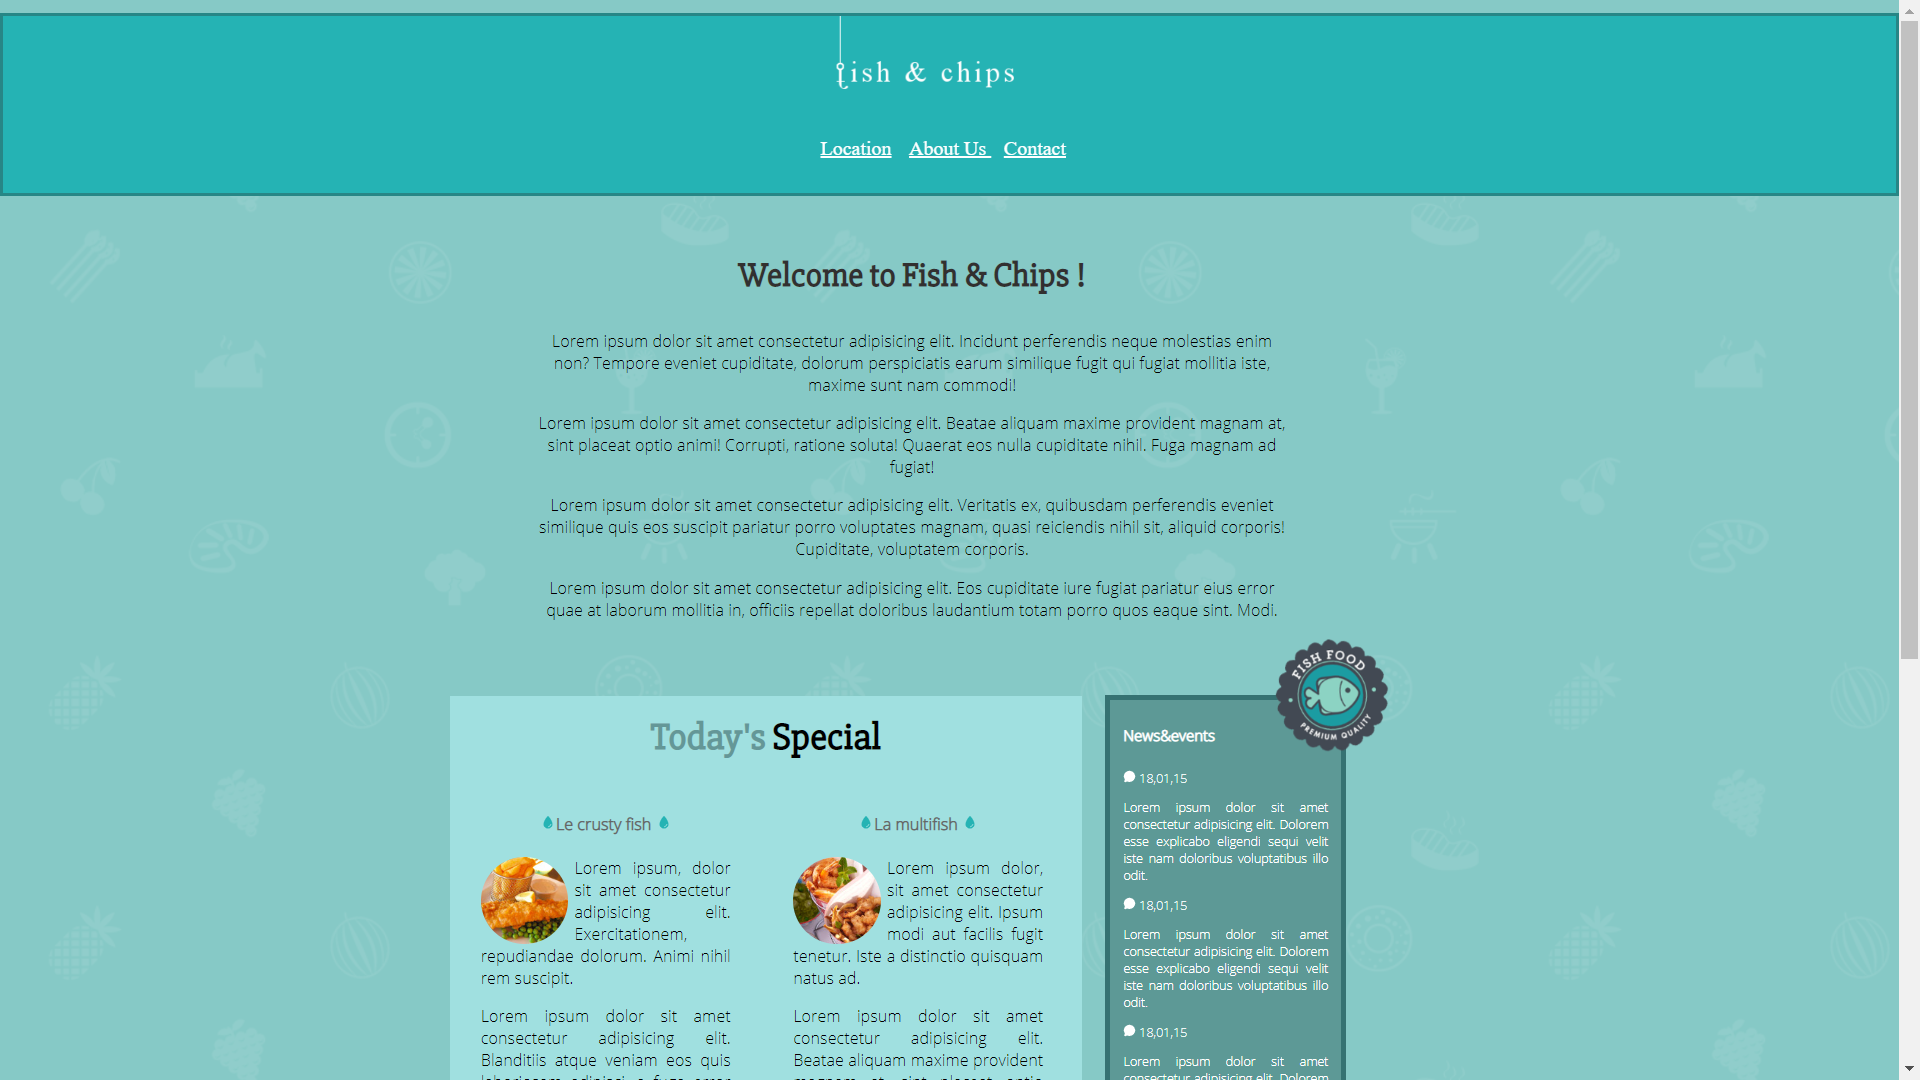 fish & chips
Location About Us Contact
Welcome to Fish & Chips !
Lorem ipsum dolor sit amet consectetur adipisicing elit. Incidunt perferendis neque molestias enim
non? Tempore eveniet cupiditate, dolorum perspiciatis earum similique fugit qui fugiat mollitia iste,
maxime sunt nam commodi!
Lorem ipsum dolor sit amet consectetur adipisicing elit. Beatae aliquam maxime provident magnam at,
sint placeat optio animi! Corrupti, ratione soluta! Quaerat eos nulla cupiditate nihil. Fuga magnam ad
fugiat!
Lorem ipsum dolor sit amet consectetur adipisicing elit. Veritatis ex, quibusdam perferendis eveniet
similique quis eos suscipit pariatur porro voluptates magnam, quasi reiciendis nihil sit, aliquid corporis!
Cupiditate, voluptatem corporis.
Lorem ipsum dolor sit amet consectetur adipisicing elit. Eos cupiditate iure fugiat pariatur eius error
quae at laborum mollitia in, officiis repellat doloribus laudantium totam porro quos eaque sint. Modi.
Today's Special
Le crusty fish
Lorem ipsum, dolor
sit amet consectetur
adipisicing elit.
Exercitationem,
repudiandae dolorum. Animi nihil
rem suscipit.
Lorem ipsum dolor sit amet
consectetur adipisicing elit.
Blanditiis atque veniam eos quis
La multifish
Lorem ipsum dolor,
sit amet consectetur
adipisicing elit. Ipsum
modi aut facilis fugit
tenetur. Iste a distinctio quisquam
natus ad.
Lorem ipsum dolor sit amet
consectetur adipisicing elit.
Beatae aliquam maxime provident
FISH FOOD
PREMIUM QUALITY
News&events
18,01,15
Lorem ipsum dolor sit amet
consectetur adipisicing elit. Dolorem
esse explicabo eligendi sequi velit
iste nam doloribus voluptatibus illo
odit.
18,01,15
Lorem ipsum dolor sit amet
consectetur adipisicing elit. Dolorem
esse explicabo eligendi sequi velit
iste nam doloribus voluptatibus illo
odit.
18,01,15
Lorem ipsum dolor sit amet